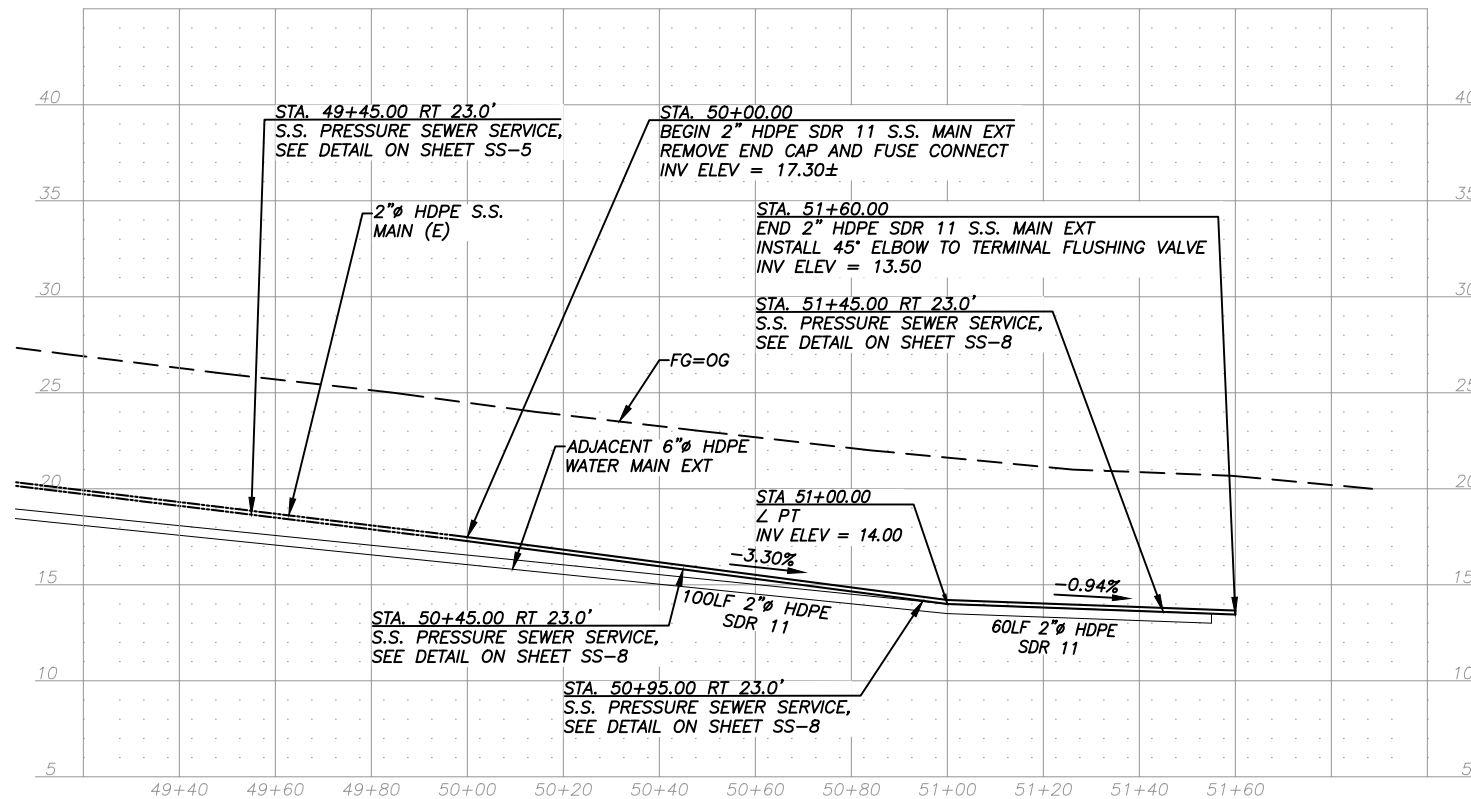 40
40
STA. 49+45.00 RT 23.0'
S.S. PRESSURE SEWER SERVICE,
SEE DETAIL ON SHEET SS-5
STA. 50+00.00
BEGIN 2" HDPE SDR 11 S.S. MAIN EXT
REMOVE END CAP AND FUSE CONNECT
INV ELEV = 17.30±
35
35
2"ø HDPE S.S.
MAIN (E)
STA. 51+60.00
END 2" HDPE SDR 11 S.S. MAIN EXT
INSTALL 45° ELBOW TO TERMINAL FLUSHING VALVE
INV ELEV = 13.50
30
30
STA. 51+45.00 RT 23.0'
S.S. PRESSURE SEWER SERVICE,
SEE DETAIL ON SHEET SS-8
FG=OG
25
25
ADJACENT 6"ø HDPE
WATER MAIN EXT
20
20
STA 51+00.00
∠ PT
INV ELEV = 14.00
-3.30%
-0.94%
15
15
100LF 2"ø HDPE
SDR 11
60LF 2"ø HDPE
SDR 11
STA. 50+45.00 RT 23.0'
S.S. PRESSURE SEWER SERVICE,
SEE DETAIL ON SHEET SS-8
10
10
STA. 50+95.00 RT 23.0'
S.S. PRESSURE SEWER SERVICE,
SEE DETAIL ON SHEET SS-8
5
5
49+40 49+60 49+80 50+00 50+20 50+40 50+60 50+80 51+00 51+20 51+40 51+60